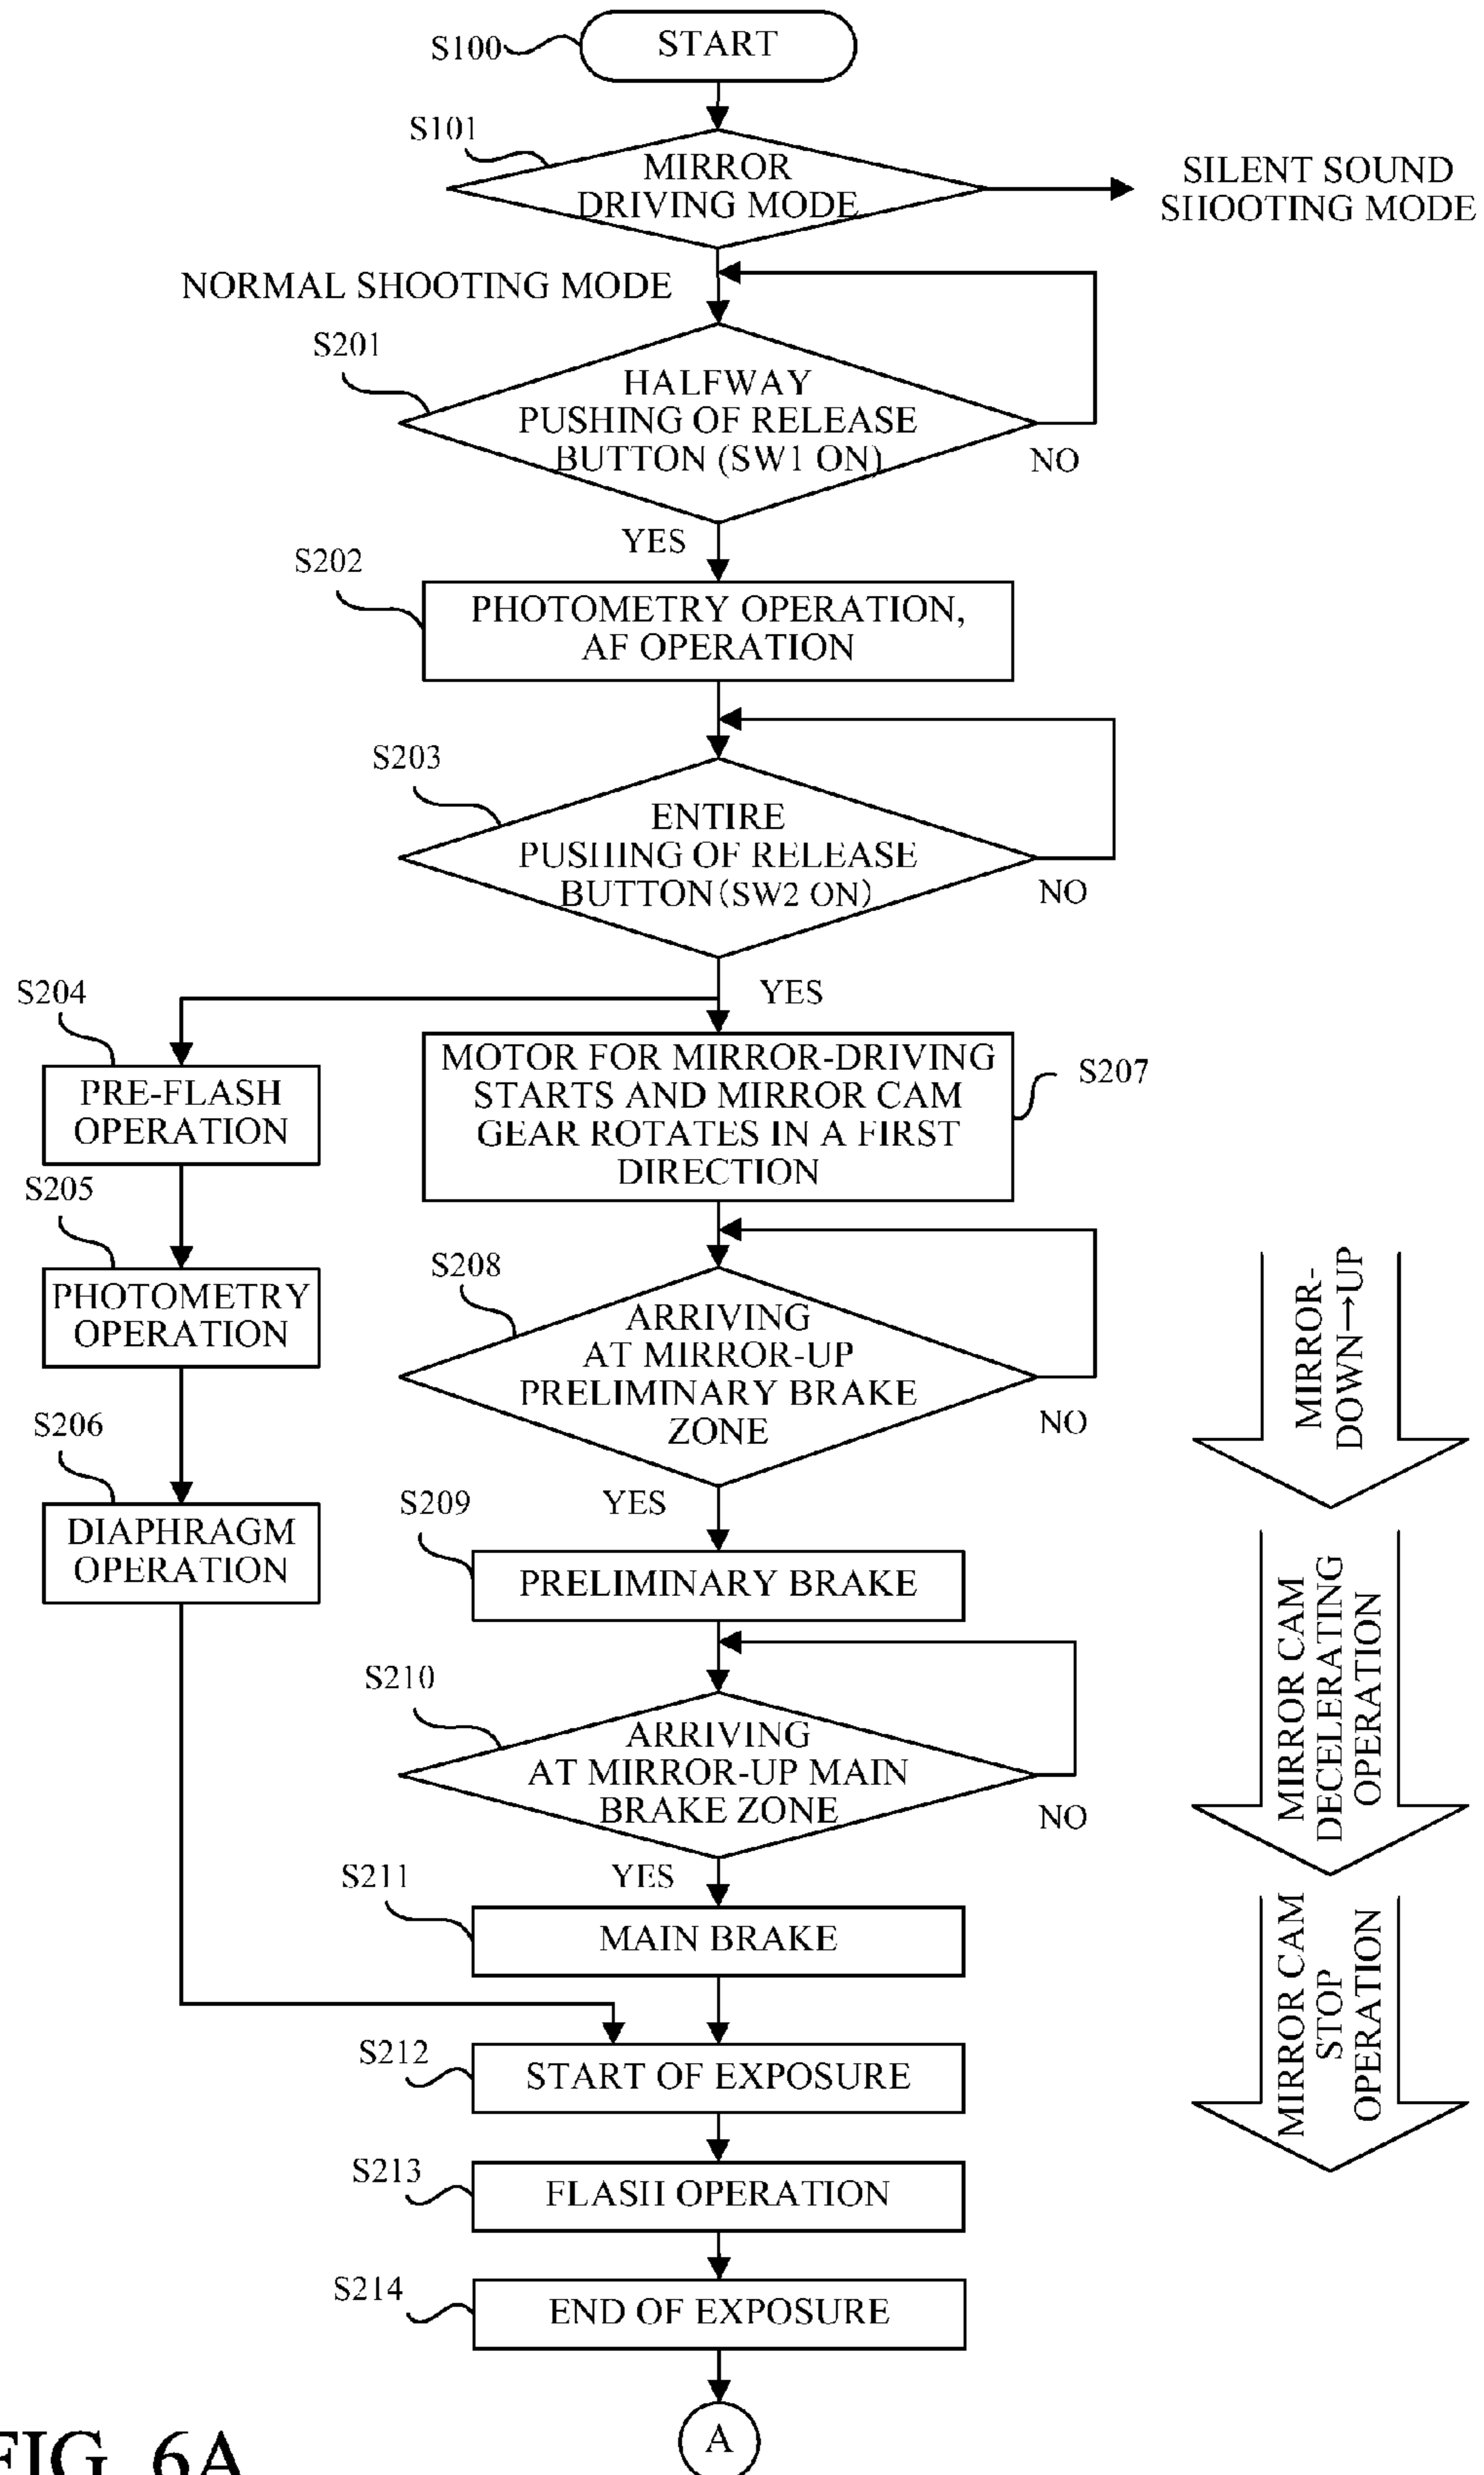 S100
START
S101
MIRROR
DRIVING MODE
SILENT SOUND
SHOOTING MODE
NORMAL SHOOTING MODE
S201
HALFWAY
PUSHING OF RELEASE
BUTTON (SW1 ON)
NO
YES
S202
PHOTOMETRY OPERATION,
AF OPERATION
S203
ENTIRE
PUSHING OF RELEASE
BUTTON(SW2 ON)
NO
YES
S204
PRE-FLASH
OPERATION
S205
PHOTOMETRY
OPERATION
S206
DIAPHRAGM
OPERATION
MOTOR FOR MIRROR-DRIVING
STARTS AND MIRROR CAM
GEAR ROTATES IN A FIRST
DIRECTION
S207
S208
ARRIVING
AT MIRROR-UP
PRELIMINARY BRAKE
ZONE
NO
YES
S209
PRELIMINARY BRAKE
S210
ARRIVING
AT MIRROR-UP MAIN
BRAKE ZONE
NO
YES
S211
MAIN BRAKE
S212
START OF EXPOSURE
S213
FLASH OPERATION
S214
END OF EXPOSURE
A
MIRROR-
DOWN→UP
MIRROR CAM
DECELERATING
OPERATION
MIRROR CAM
STOP
OPERATION
FIG. 6A